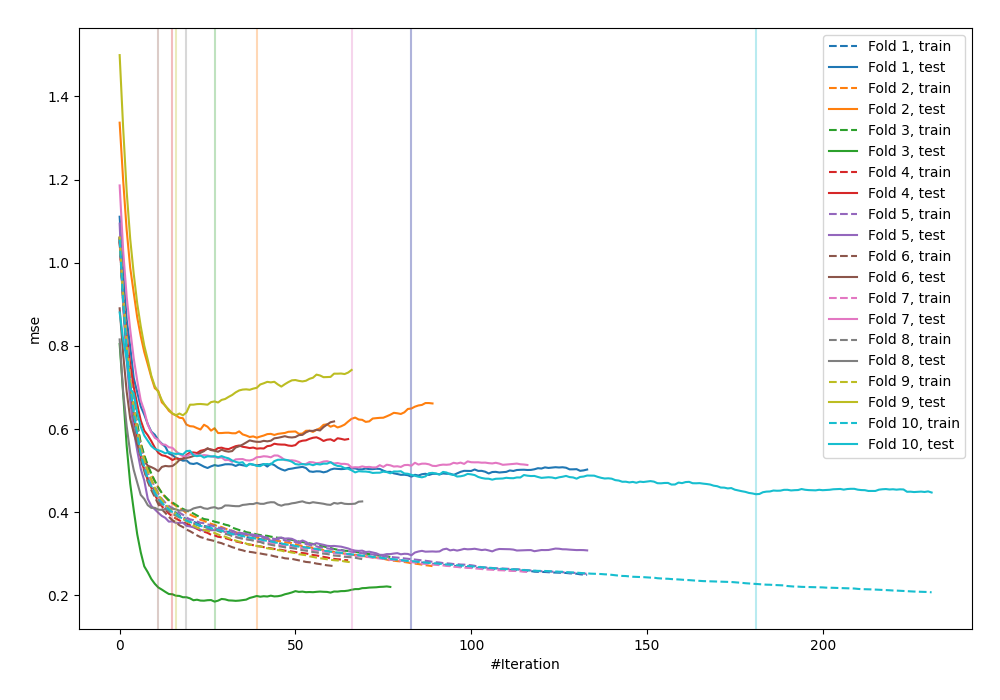 1.4
1.2
1.0
0.8
0.6
0.4
0.2
mse
0
50
100
150
200
#Iteration
Fold 1, train
Fold 1, test
Fold 2, train
Fold 2, test
Fold 3, train
Fold 3, test
Fold 4, train
Fold 4, test
Fold 5, train
Fold 5, test
Fold 6, train
Fold 6, test
Fold 7, train
Fold 7, test
Fold 8, train
Fold 8, test
Fold 9, train
Fold 9, test
Fold 10, train
Fold 10, test